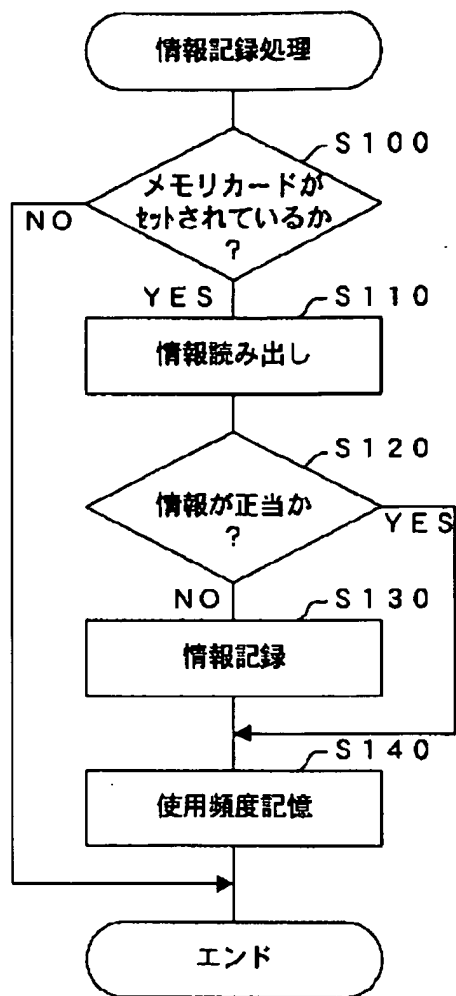 情報記録処理
S100
メモリカードが
セットされているか
?
NO
YES
S110
情報読み出し
S120
情報が正当か
?
YES
NO
S130
情報記録
S140
使用頻度記憶
エンド